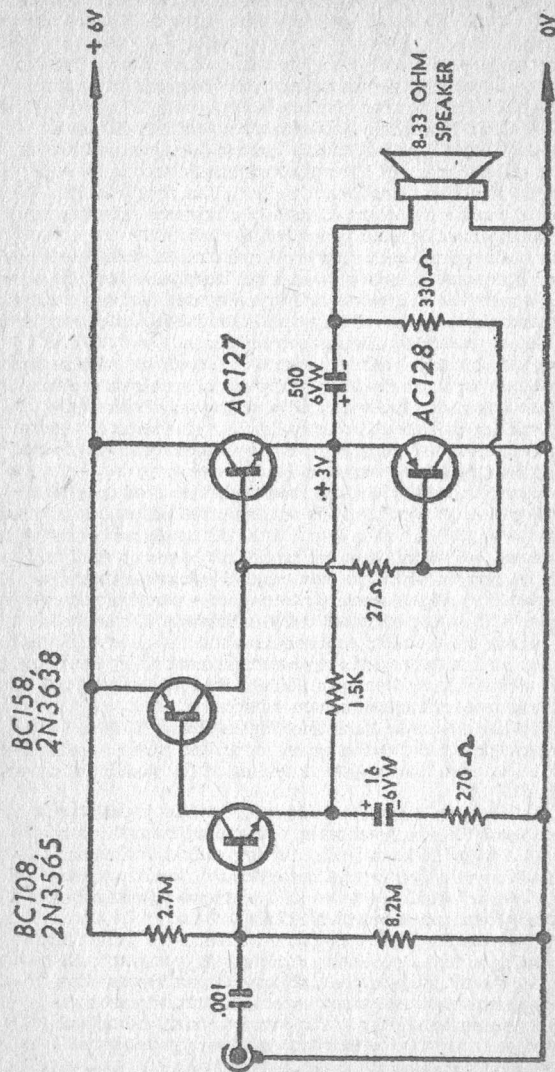 BC108,
2N3565
BC158,
2N3638
+ 6V
2.7M
.001
8.2M
+
16
6VW
-
270Ω
1.5K
27Ω
AC127
+3V
500
6VW
+ -
AC128
330Ω
8-33 OHM
SPEAKER
0V